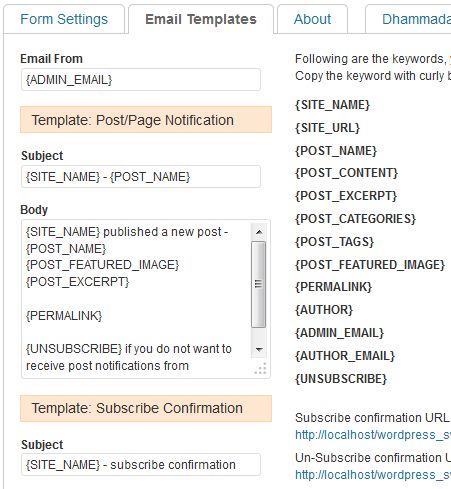 Form Settings
Email Templates
About
Dhammada
Email From
{ADMIN_EMAIL}
Template: Post/Page Notification
Subject
{SITE_NAME} - {POST_NAME}
Body
{SITE_NAME} published a new post -
{POST_NAME}
{POST_FEATURED_IMAGE}
{POST_EXCERPT}
{PERMALINK}
{UNSUBSCRIBE} if you do not want to
receive post notifications from
Template: Subscribe Confirmation
Subject
{SITE_NAME} - subscribe confirmation
Following are the keywords,
Copy the keyword with curly b
{SITE_NAME}
{SITE_URL}
{POST_NAME}
{POST_CONTENT}
{POST_EXCERPT}
{POST_CATEGORIES}
{POST_TAGS}
{POST_FEATURED_IMAGE}
{PERMALINK}
{AUTHOR}
{ADMIN_EMAIL}
{AUTHOR_EMAIL}
{UNSUBSCRIBE}
Subscribe confirmation URL
http://localhost/wordpress_s
Un-Subscribe confirmation U
http://localhost/wordpress_s